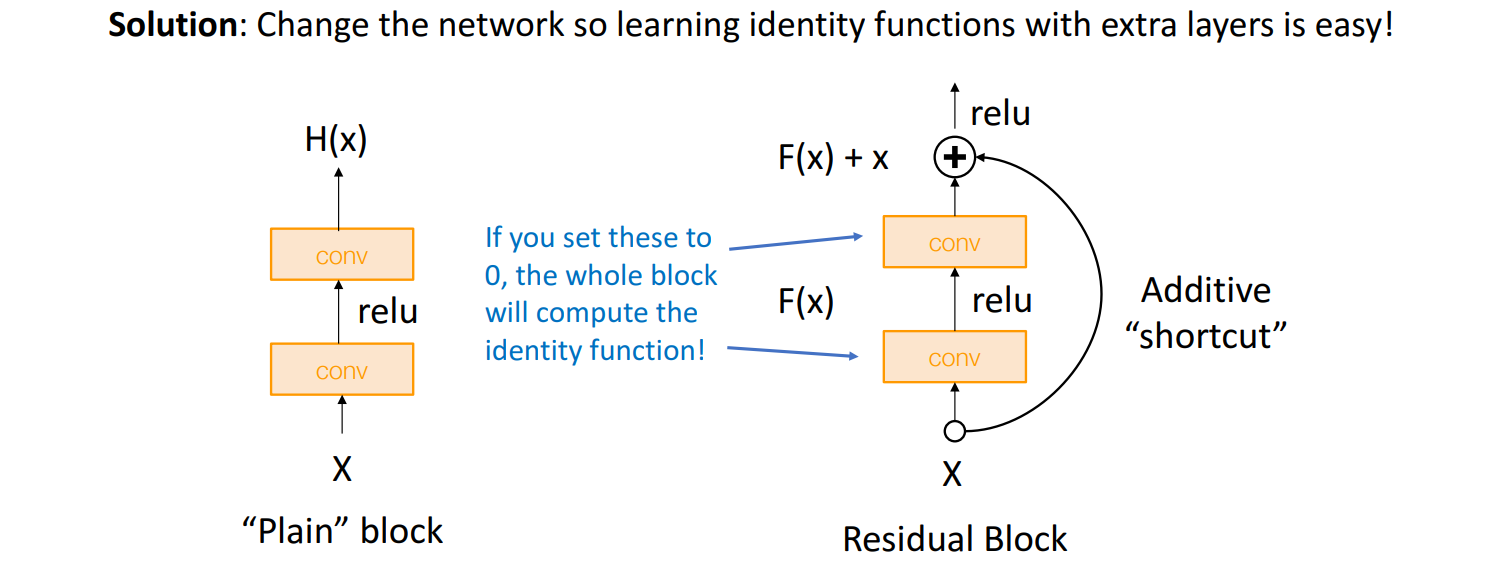 Solution: Change the network so learning identity functions with extra layers is easy!
H(x)
conv
relu
conv
X
“Plain” block
If you set these to
0, the whole block
will compute the
identity function!
relu
F(x) + x
+
conv
F(x)
relu
conv
X
Residual Block
Additive
“shortcut”